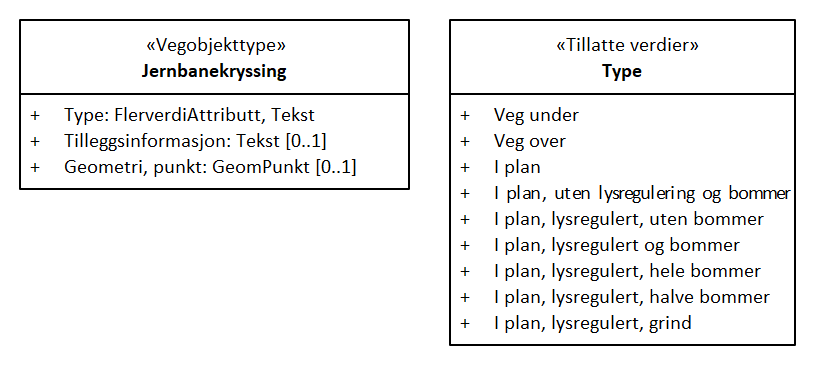 «Vegobjekttype»
Jernbanekryssing
+ Type: FlerverdiAttributt, Tekst
+ Tilleggsinformasjon: Tekst [0..1]
+ Geometri, punkt: GeomPunkt [0..1]
«Tillatte verdier»
Type
+ Veg under
+ Veg over
+ I plan
+ I plan, uten lysregulering og bommer
+ I plan, lysregulert, uten bommer
+ I plan, lysregulert og bommer
+ I plan, lysregulert, hele bommer
+ I plan, lysregulert, halve bommer
+ I plan, lysregulert, grind